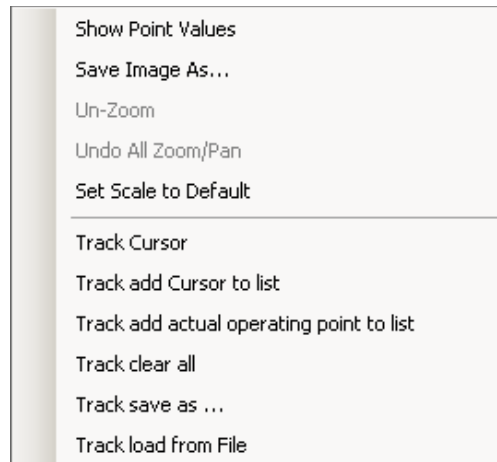 Show Point Values
Save Image As...
Un-Zoom
Undo All Zoom/Pan
Set Scale to Default
Track Cursor
Track add Cursor to list
Track add actual operating point to list
Track clear all
Track save as ...
Track load from File